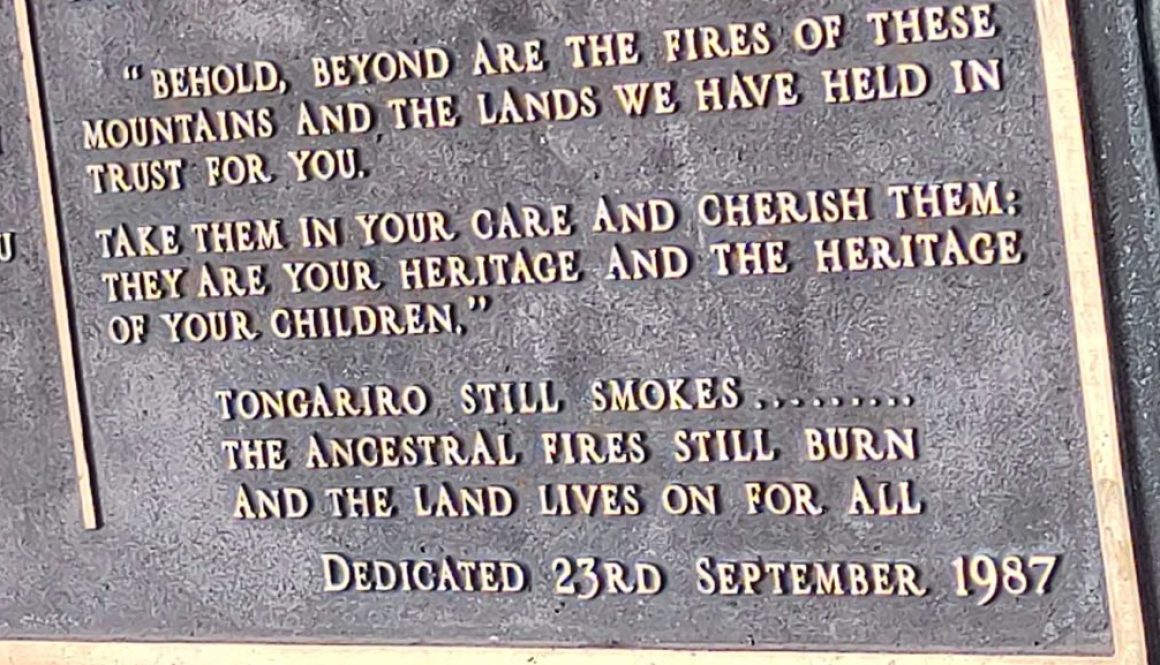 “BEHOLD, BEYOND ARE THE FIRES OF THESE
MOUNTAINS AND THE LANDS WE HAVE HELD IN
TRUST FOR YOU.
TAKE THEM IN YOUR CARE AND CHERISH THEM:
THEY ARE YOUR HERITAGE AND THE HERITAGE
OF YOUR CHILDREN.”
TONGARIRO STILL SMOKES .........
THE ANCESTRAL FIRES STILL BURN
AND THE LAND LIVES ON FOR ALL
DEDICATED 23RD SEPTEMBER 1987